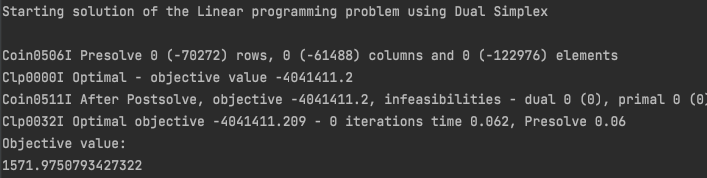 Starting solution of the Linear programming problem using Dual Simplex
Coin0506I Presolve 0 (-70272) rows, 0 (-61488) columns and 0 (-122976) elements
Clp0000I Optimal - objective value -4041411.2
Coin0511I After Postsolve, objective -4041411.2, infeasibilities - dual 0 (0), primal 0 (0)
Clp0032I Optimal objective -4041411.209 - 0 iterations time 0.062, Presolve 0.06
Objective value:
1571.9750793427322